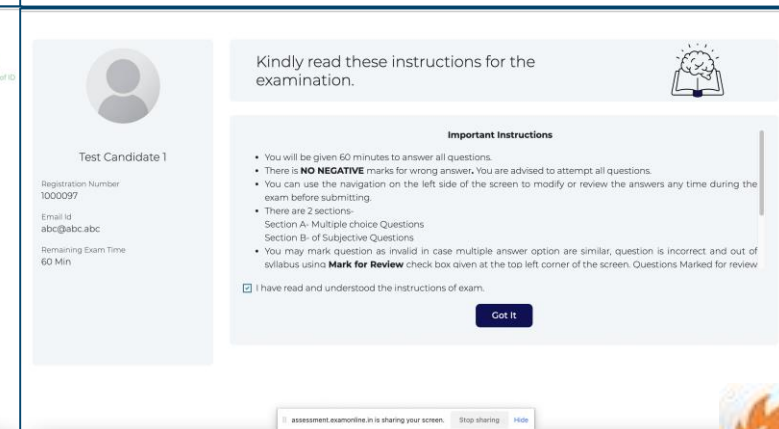 of ID
Test Candidate 1
Registration Number
1000097
Email Id
abc@abc.abc
Remaining Exam Time
60 Min
Kindly read these instructions for the
examination.
Important Instructions
• You will be given 60 minutes to answer all questions.
• There is NO NEGATIVE marks for wrong answer. You are advised to attempt all questions.
• You can use the navigation on the left side of the screen to modify or review the answers any time during the
exam before submitting.
• There are 2 sections-
Section A- Multiple choice Questions
Section B- of Subjective Questions
• You may mark question as invalid in case multiple answer option are similar, question is incorrect and out of
syllabus using Mark for Review check box given at the top left corner of the screen. Questions Marked for review
I have read and understood the instructions of exam.
Got It
assessment.examonline.in is sharing your screen. Stop sharing Hide